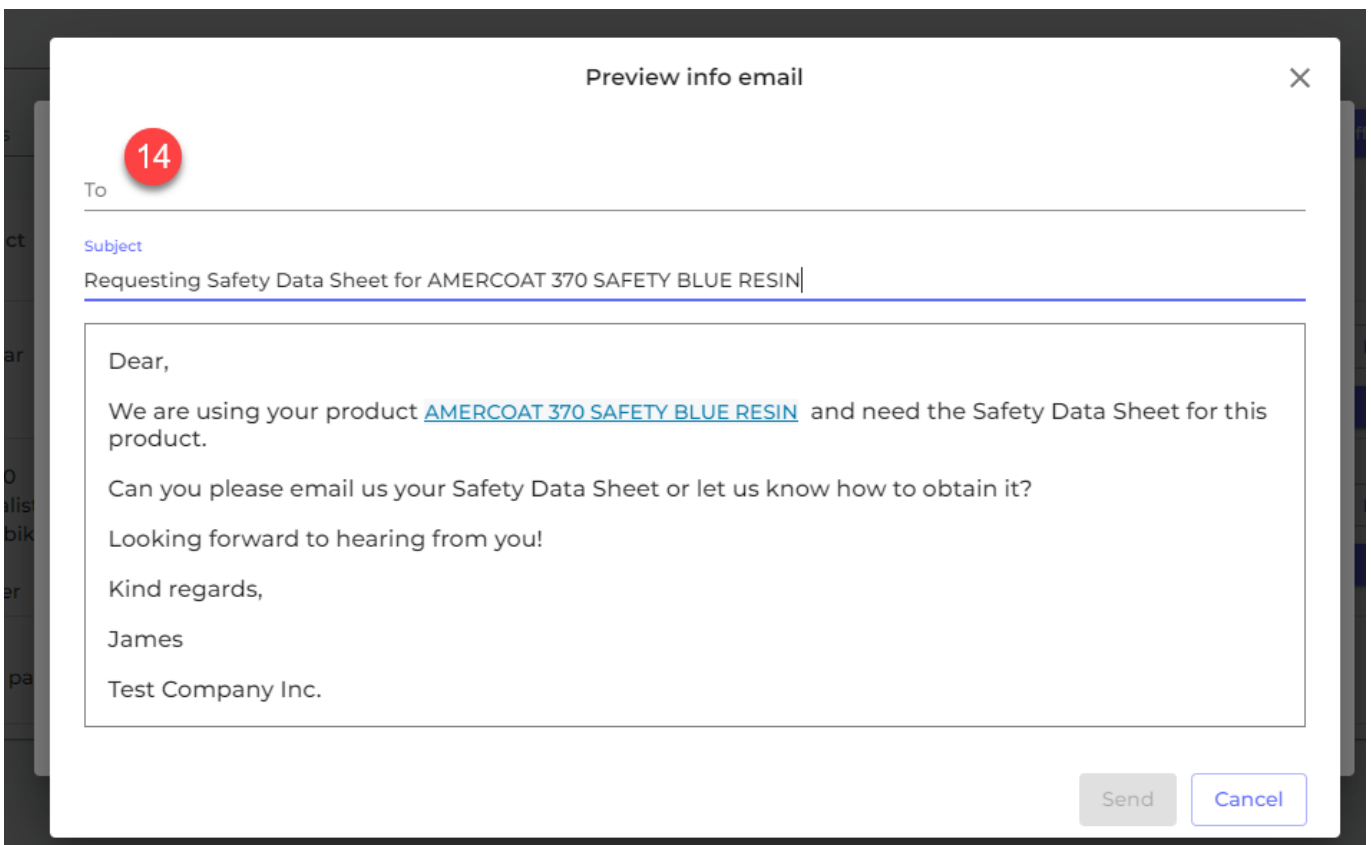 Preview info email
14
To
Subject
Requesting Safety Data Sheet for AMERCOAT 370 SAFETY BLUE RESIN
Dear,
We are using your product AMERCOAT 370 SAFETY BLUE RESIN and need the Safety Data Sheet for this
product.
Can you please email us your Safety Data Sheet or let us know how to obtain it?
Looking forward to hearing from you!
Kind regards,
James
Test Company Inc.
Send
Cancel